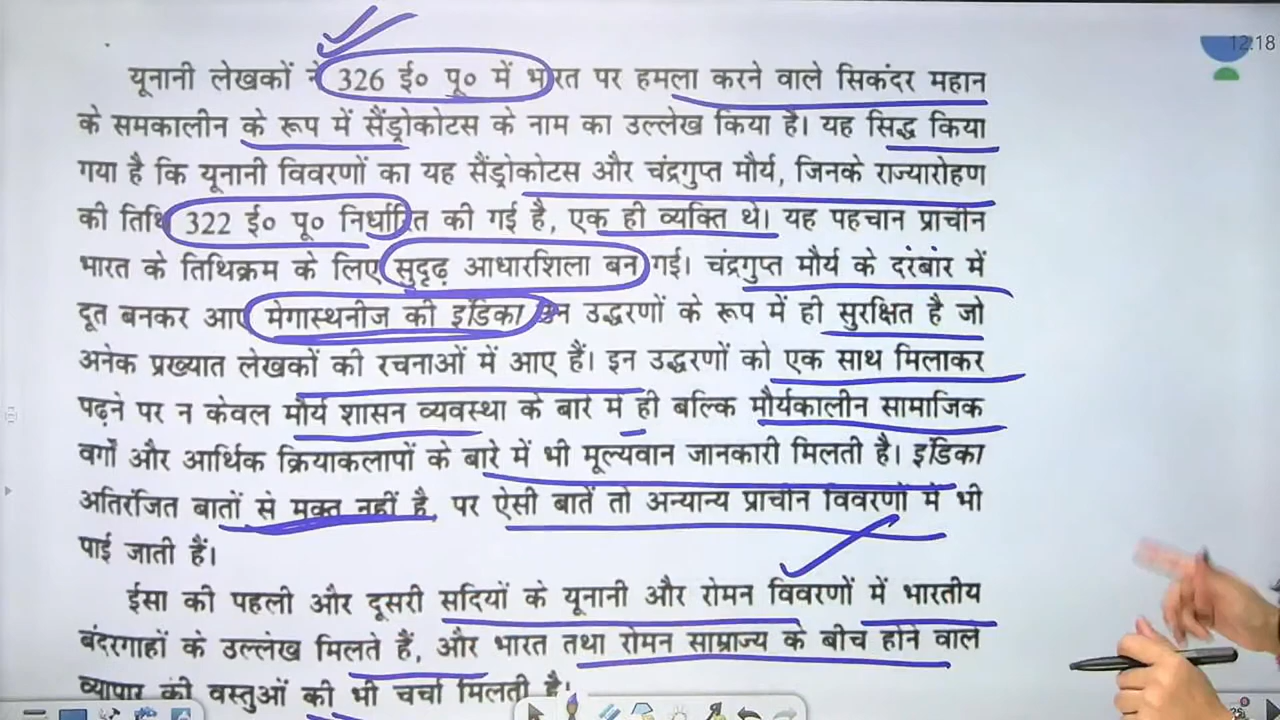 12:18
यूनानी लेखकों ने 326 ई० पू० में भारत पर हमला करने वाले सिकंदर महान
के समकालीन के रूप में सैंड्रोकोटस के नाम का उल्लेख किया है। यह सिद्ध किया
गया है कि यूनानी विवरणों का यह सैंड्रोकोटस और चंद्रगुप्त मौर्य, जिनके राज्यारोहण
की तिथि 322 ई० पू० निर्धारित की गई है, एक ही व्यक्ति थे। यह पहचान प्राचीन
भारत के तिथिक्रम के लिए सुदृढ़ आधारशिला बन गई। चंद्रगुप्त मौर्य के दरबार में
दूत बनकर आए मेगास्थनीज की इंडिका उन उद्धरणों के रूप में ही सुरक्षित है जो
अनेक प्रख्यात लेखकों की रचनाओं में आए हैं। इन उद्धरणों को एक साथ मिलाकर
पढ़ने पर न केवल मौर्य शासन व्यवस्था के बारे में ही बल्कि मौर्यकालीन सामाजिक
वर्गों और आर्थिक क्रियाकलापों के बारे में भी मूल्यवान जानकारी मिलती है। इंडिका
अतिरंजित बातों से मुक्त नहीं है, पर ऐसी बातें तो अन्यान्य प्राचीन विवरणों में भी
पाई जाती हैं।
ईसा की पहली और दूसरी सदियों के यूनानी और रोमन विवरणों में भारतीय
बंदरगाहों के उल्लेख मिलते हैं, और भारत तथा रोमन साम्राज्य के बीच होने वाले
व्यापार की वस्तुओं की भी चर्चा मिलती है।